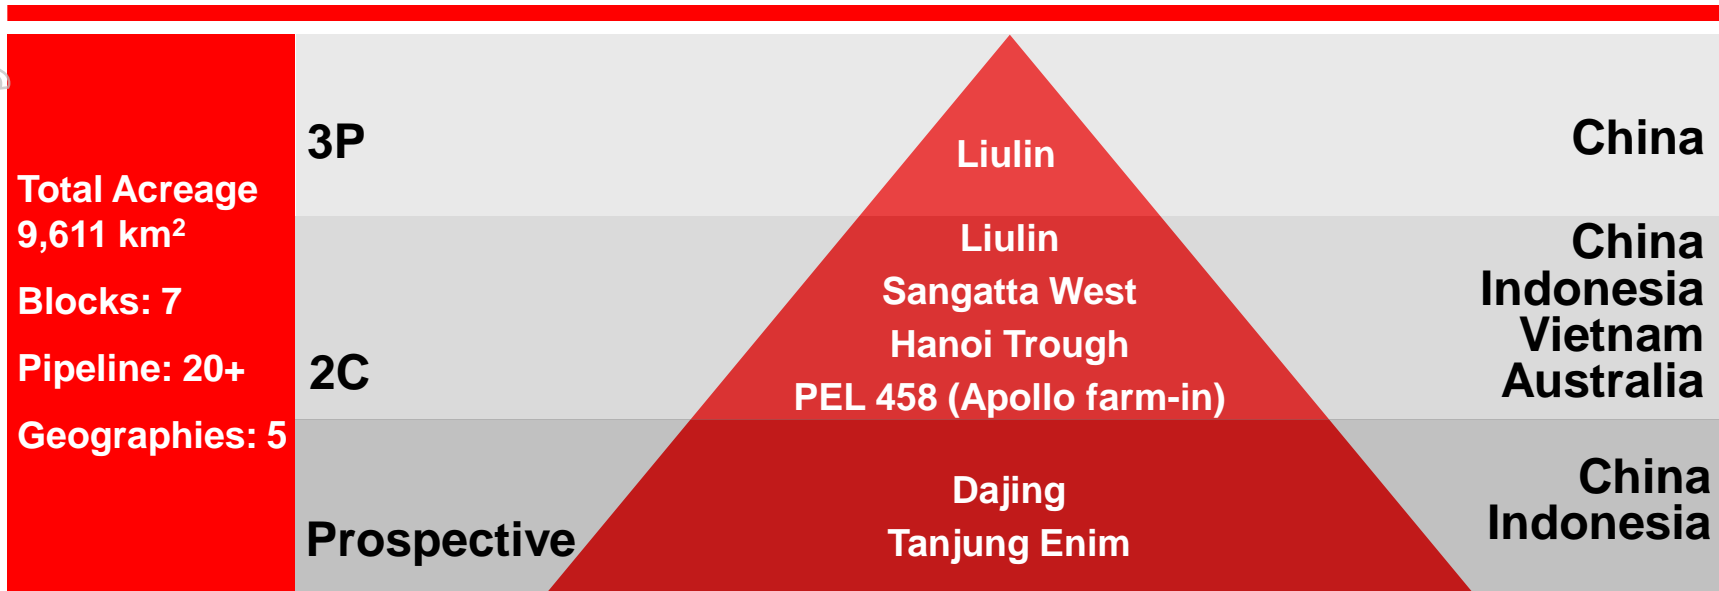 Total Acreage
9,611 km²
Blocks: 7
Pipeline: 20+
Geographies: 5
3P
Liulin
China
2C
Liulin
Sangatta West
Hanoi Trough
PEL 458 (Apollo farm-in)
China
Indonesia
Vietnam
Australia
Prospective
Dajing
Tanjung Enim
China
Indonesia